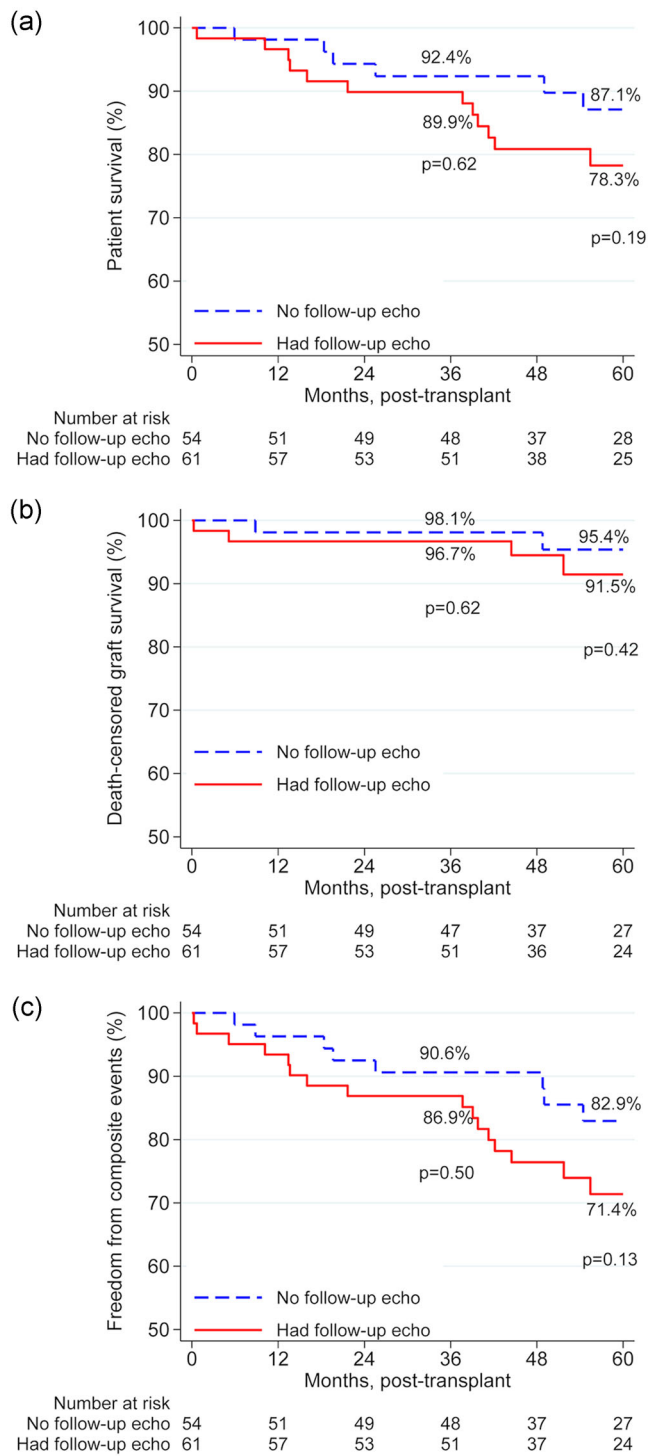 (a)
Patient survival (%)
100
90
80
70
60
50
92.4%
87.1%
89.9%
p=0.62
78.3%
p=0.19
No follow-up echo
Had follow-up echo
0 12 24 36 48 60
Months, post-transplant
Number at risk
No follow-up echo 54 51 49 48 37 28
Had follow-up echo 61 57 53 51 38 25
(b)
Death-censored graft survival (%)
100
90
80
70
60
50
98.1%
95.4%
96.7%
91.5%
p=0.62
p=0.42
No follow-up echo
Had follow-up echo
0 12 24 36 48 60
Months, post-transplant
Number at risk
No follow-up echo 54 51 49 47 37 27
Had follow-up echo 61 57 53 51 36 24
(c)
Freedom from composite events (%)
100
90
80
70
60
50
90.6%
82.9%
86.9%
p=0.50
71.4%
p=0.13
No follow-up echo
Had follow-up echo
0 12 24 36 48 60
Months, post-transplant
Number at risk
No follow-up echo 54 51 49 48 37 27
Had follow-up echo 61 57 53 51 37 24